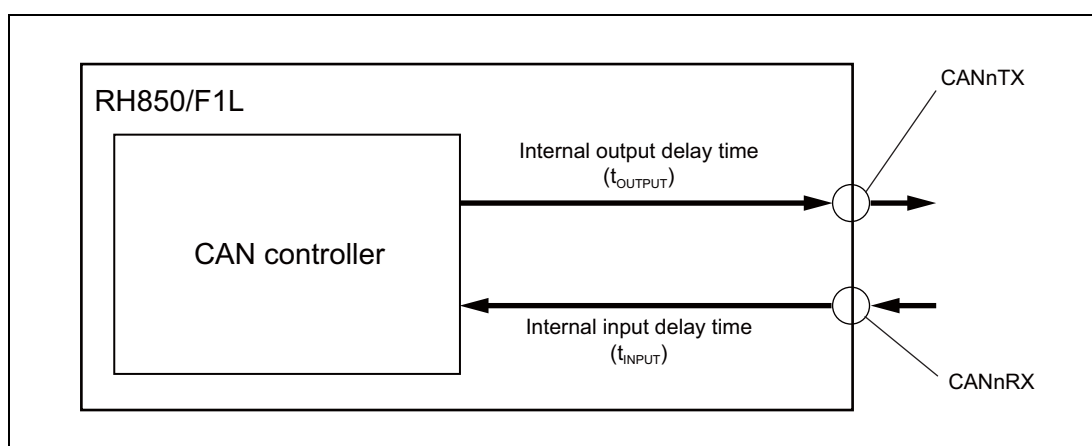 CANnTX
RH850/F1L
Internal output delay time
(tOUTPUT)
CAN controller
Internal input delay time
(tINPUT)
CANnRX